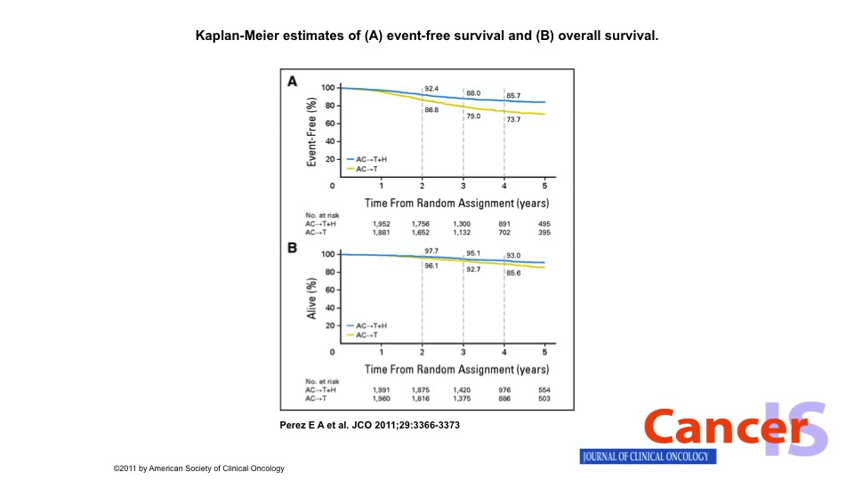 Kaplan-Meier estimates of (A) event-free survival and (B) overall survival.
A
Event-Free (%)
100
80
60
40
20
0
92.4
88.0
85.7
86.8
79.0
73.7
AC→T+H
AC→T
1 2 3 4 5
Time From Random Assignment (years)
No. at risk
AC→T+H 1,952 1,756 1,300 891 495
AC→T 1,881 1,652 1,132 702 395
B
Alive (%)
100
80
60
40
20
0
97.7
95.1
93.0
96.1
92.7
85.6
AC→T+H
AC→T
1 2 3 4 5
Time From Random Assignment (years)
No. at risk
AC→T+H 1,991 1,875 1,420 976 554
AC→T 1,960 1,816 1,375 886 503
Perez E A et al. JCO 2011;29:3366-3373
CancerIS
JOURNAL OF CLINICAL ONCOLOGY
©2011 by American Society of Clinical Oncology